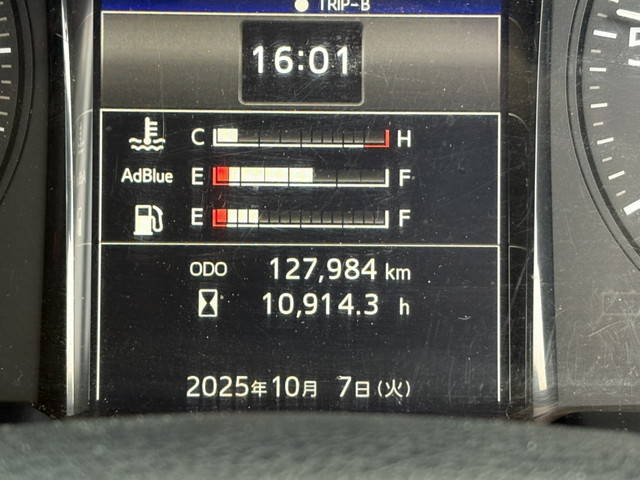 TRIP-B
16:01
C H
AdBlue E F
E F
ODO 127,984 km
10,914.3 h
2025年10月 7日(火)
5